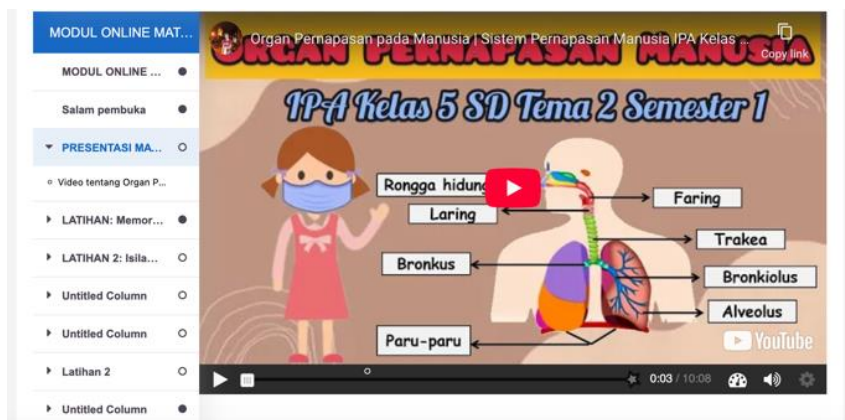 MODUL ONLINE MAT...
MODUL ONLINE ...
Salam pembuka
PRESENTASI MA...
Video tentang Organ P...
LATIHAN: Memor...
LATIHAN 2: Isila...
Untitled Column
Untitled Column
Latihan 2
Untitled Column
Organ Pernapasan pada Manusia | Sistem Pernapasan Manusia IPA Kelas ...
Copy link
ORGAN PERNAPASAN MANUSIA
IPA Kelas 5 SD Tema 2 Semester 1
Rongga hidung
Faring
Laring
Trakea
Bronkus
Bronkiolus
Alveolus
Paru-paru
YouTube
0:03 / 10:08